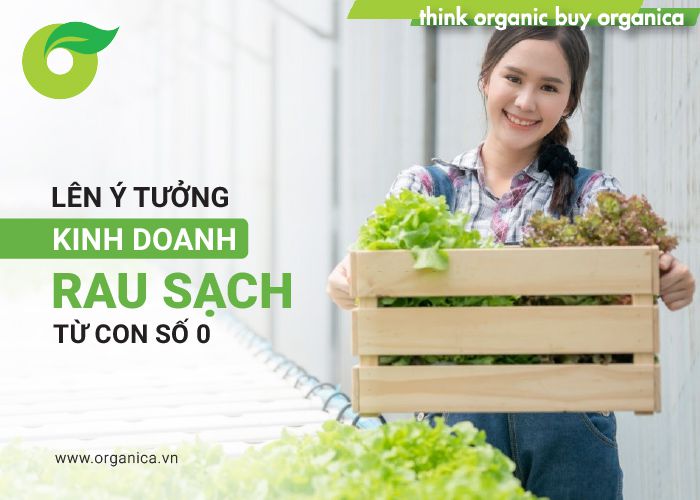 think organic buy organica
LÊN Ý TƯỞNG
KINH DOANH
RAU SẠCH
TỪ CON SỐ 0
www.organica.vn